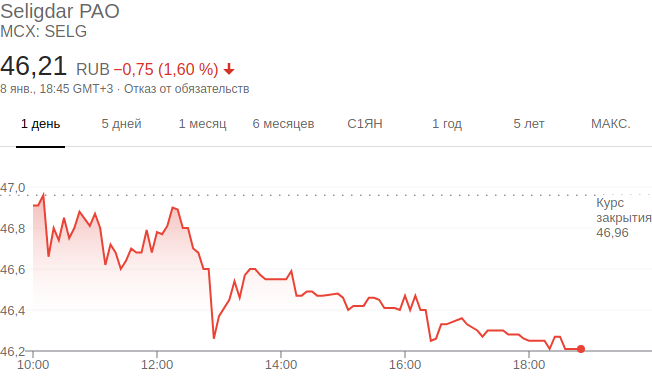 Seligdar PAO
MCX: SELG
46,21 RUB −0,75 (1,60 %)
8 янв., 18:45 GMT+3 · Отказ от обязательств
1 день 5 дней 1 месяц 6 месяцев С1ЯН 1 год 5 лет МАКС.
47,0
Курс
закрытия
46,96
46,8
46,6
46,4
46,2
10:00 12:00 14:00 16:00 18:00